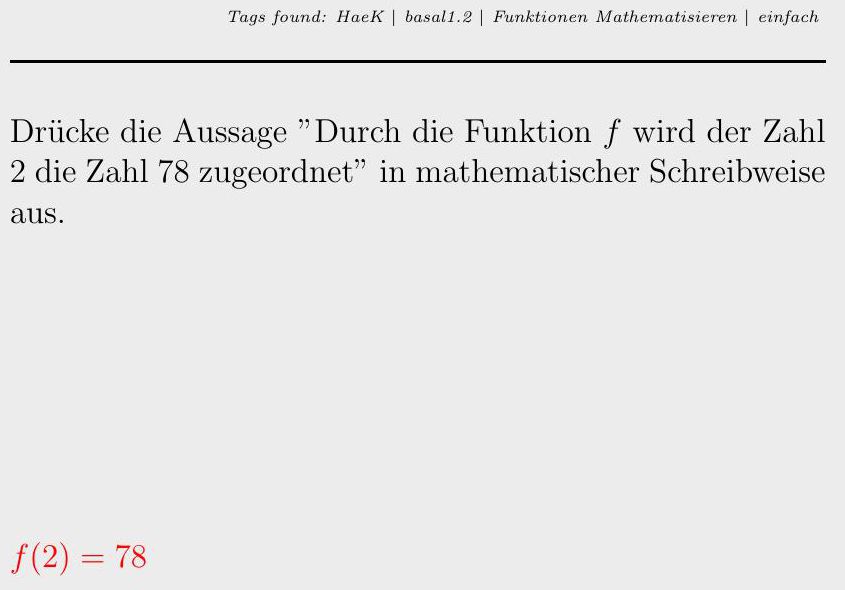 Tags found: HaeK | basal1.2 | Funktionen Mathematisieren | einfach
Drücke die Aussage ”Durch die Funktion f wird der Zahl
2 die Zahl 78 zugeordnet” in mathematischer Schreibweise
aus.
f(2) = 78